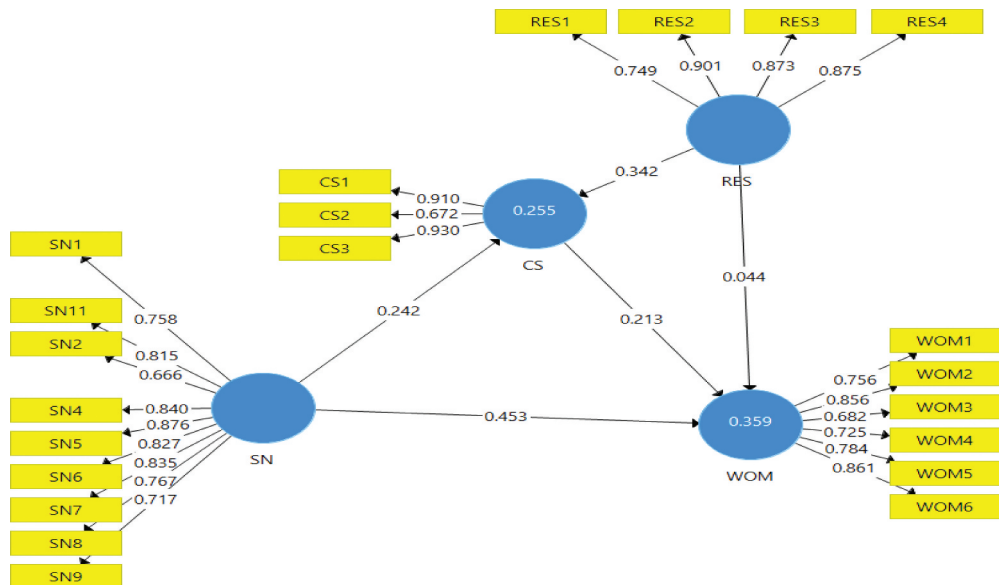 RES1 RES2 RES3 RES4
0.749 0.901 0.873 0.875
RES
0.342
CS1
CS2
CS3
0.910
0.672
0.930
0.255
CS
0.044
0.242
0.213
SN1
SN11
SN2
SN4
SN5
SN6
SN7
SN8
SN9
0.758
0.815
0.666
0.840
0.876
0.827
0.835
0.767
0.717
SN
0.453
0.359
WOM
0.756
0.856
0.682
0.725
0.784
0.861
WOM1
WOM2
WOM3
WOM4
WOM5
WOM6